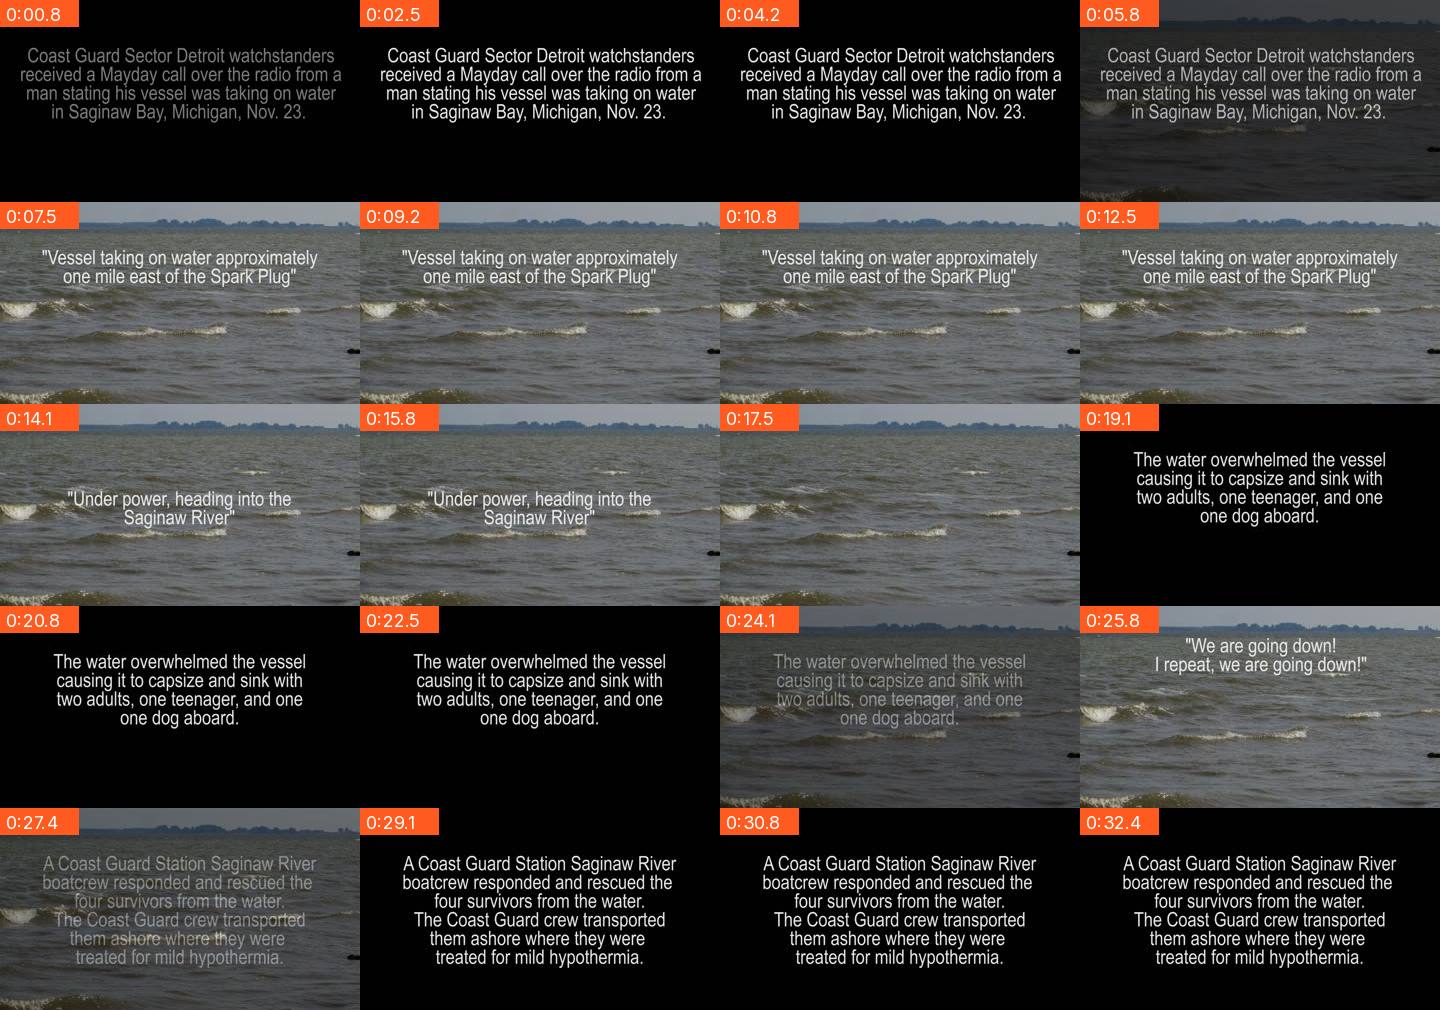 0:00.8
Coast Guard Sector Detroit watchstanders
received a Mayday call over the radio from a
man stating his vessel was taking on water
in Saginaw Bay, Michigan, Nov. 23.
0:02.5
Coast Guard Sector Detroit watchstanders
received a Mayday call over the radio from a
man stating his vessel was taking on water
in Saginaw Bay, Michigan, Nov. 23.
0:04.2
Coast Guard Sector Detroit watchstanders
received a Mayday call over the radio from a
man stating his vessel was taking on water
in Saginaw Bay, Michigan, Nov. 23.
0:05.8
Coast Guard Sector Detroit watchstanders
received a Mayday call over the radio from a
man stating his vessel was taking on water
in Saginaw Bay, Michigan, Nov. 23.
0:07.5
"Vessel taking on water approximately
one mile east of the Spark Plug"
0:09.2
"Vessel taking on water approximately
one mile east of the Spark Plug"
0:10.8
"Vessel taking on water approximately
one mile east of the Spark Plug"
0:12.5
"Vessel taking on water approximately
one mile east of the Spark Plug"
0:14.1
"Under power, heading into the
Saginaw River"
0:15.8
"Under power, heading into the
Saginaw River"
0:17.5
0:19.1
The water overwhelmed the vessel
causing it to capsize and sink with
two adults, one teenager, and one
one dog aboard.
0:20.8
The water overwhelmed the vessel
causing it to capsize and sink with
two adults, one teenager, and one
one dog aboard.
0:22.5
The water overwhelmed the vessel
causing it to capsize and sink with
two adults, one teenager, and one
one dog aboard.
0:24.1
The water overwhelmed the vessel
causing it to capsize and sink with
two adults, one teenager, and one
one dog aboard.
0:25.8
"We are going down!
I repeat, we are going down!"
0:27.4
A Coast Guard Station Saginaw River
boatcrew responded and rescued the
four survivors from the water.
The Coast Guard crew transported
them ashore where they were
treated for mild hypothermia.
0:29.1
A Coast Guard Station Saginaw River
boatcrew responded and rescued the
four survivors from the water.
The Coast Guard crew transported
them ashore where they were
treated for mild hypothermia.
0:30.8
A Coast Guard Station Saginaw River
boatcrew responded and rescued the
four survivors from the water.
The Coast Guard crew transported
them ashore where they were
treated for mild hypothermia.
0:32.4
A Coast Guard Station Saginaw River
boatcrew responded and rescued the
four survivors from the water.
The Coast Guard crew transported
them ashore where they were
treated for mild hypothermia.